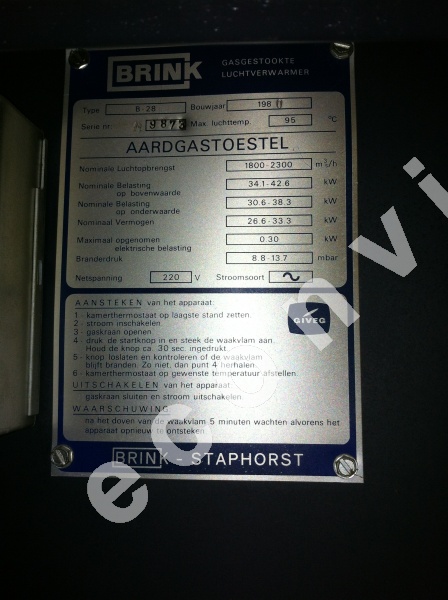 BRINK
GASGESTOOKTE
LUCHTVERWARMER
Type B-28 Bouwjaar 198
Serie nr. Max. luchttemp. 95 °C
AARDGASTOESTEL
Nominale Luchtopbrengst 1800-2300 m³/h
Nominale Belasting
op bovenwaarde 34.1-42.6 kW
Nominale Belasting
op onderwaarde 30.6-38.3 kW
Nominaal Vermogen 26.6-33.3 kW
Maximaal opgenomen
elektrische belasting 0.30 kW
Branderdruk 8.8-13.7 mbar
Netspanning 220 V Stroomsoort ~
AANSTEKEN van het apparaat:
1 - kamerthermostaat op laagste stand zetten.
2 - stroom inschakelen.
3 - gaskraan openen.
4 - druk de startknop in en steek de waakvlam aan.
Houd de knop ca. 30 sec. ingedrukt.
5 - knop loslaten en kontroleren of de waakvlam
blijft branden. Zo niet, dan punt 4 herhalen.
6 - kamerthermostaat op gewenste temperatuur afstellen.
UITSCHAKELEN van het apparaat:
gaskraan sluiten en stroom uitschakelen.
WAARSCHUWING:
na het doven van de waakvlam 5 minuten wachten alvorens het
apparaat opnieuw te ontsteken.
GIVEG
BRINK - STAPHORST
econvi